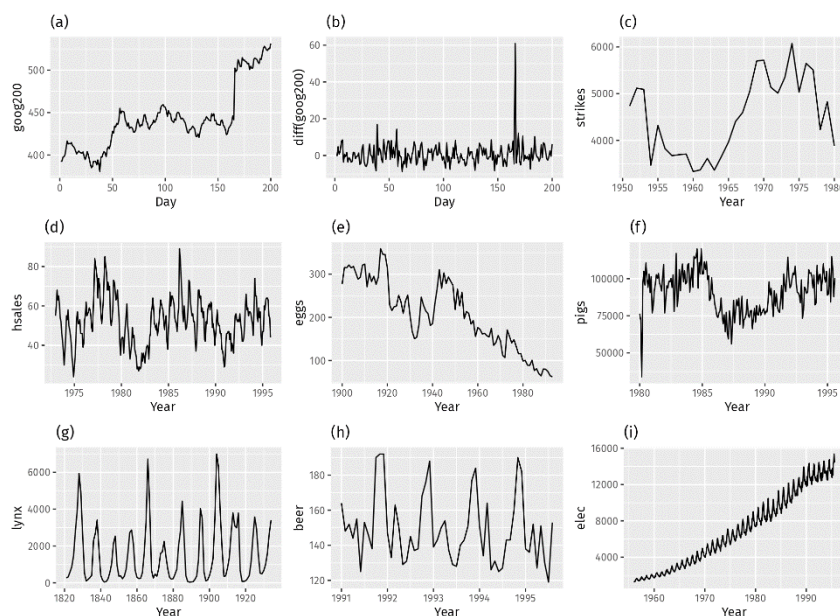 (a)
goog200
500
450
400
0 50 100 150 200
Day
(b)
diff(goog200)
60
40
20
0
0 50 100 150 200
Day
(c)
strikes
6000
5000
4000
1950 1955 1960 1965 1970 1975 1980
Year
(d)
hsales
80
60
40
1975 1980 1985 1990 1995
Year
(e)
eggs
300
200
100
1900 1920 1940 1960 1980
Year
(f)
pigs
100000
75000
50000
1980 1985 1990 1995
Year
(g)
lynx
6000
4000
2000
0
1820 1840 1860 1880 1900 1920
Year
(h)
beer
180
160
140
120
1991 1992 1993 1994 1995
Year
(i)
elec
16000
12000
8000
4000
1960 1970 1980 1990
Year